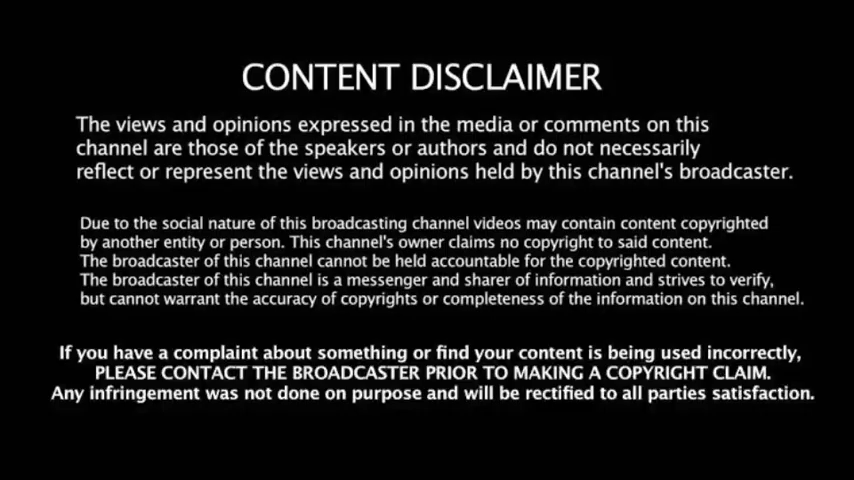 CONTENT DISCLAIMER
The views and opinions expressed in the media or comments on this
channel are those of the speakers or authors and do not necessarily
reflect or represent the views and opinions held by this channel's broadcaster.
Due to the social nature of this broadcasting channel videos may contain content copyrighted
by another entity or person. This channel's owner claims no copyright to said content.
The broadcaster of this channel cannot be held accountable for the copyrighted content.
The broadcaster of this channel is a messenger and sharer of information and strives to verify,
but cannot warrant the accuracy of copyrights or completeness of the information on this channel.
If you have a complaint about something or find your content is being used incorrectly,
PLEASE CONTACT THE BROADCASTER PRIOR TO MAKING A COPYRIGHT CLAIM.
Any infringement was not done on purpose and will be rectified to all parties satisfaction.